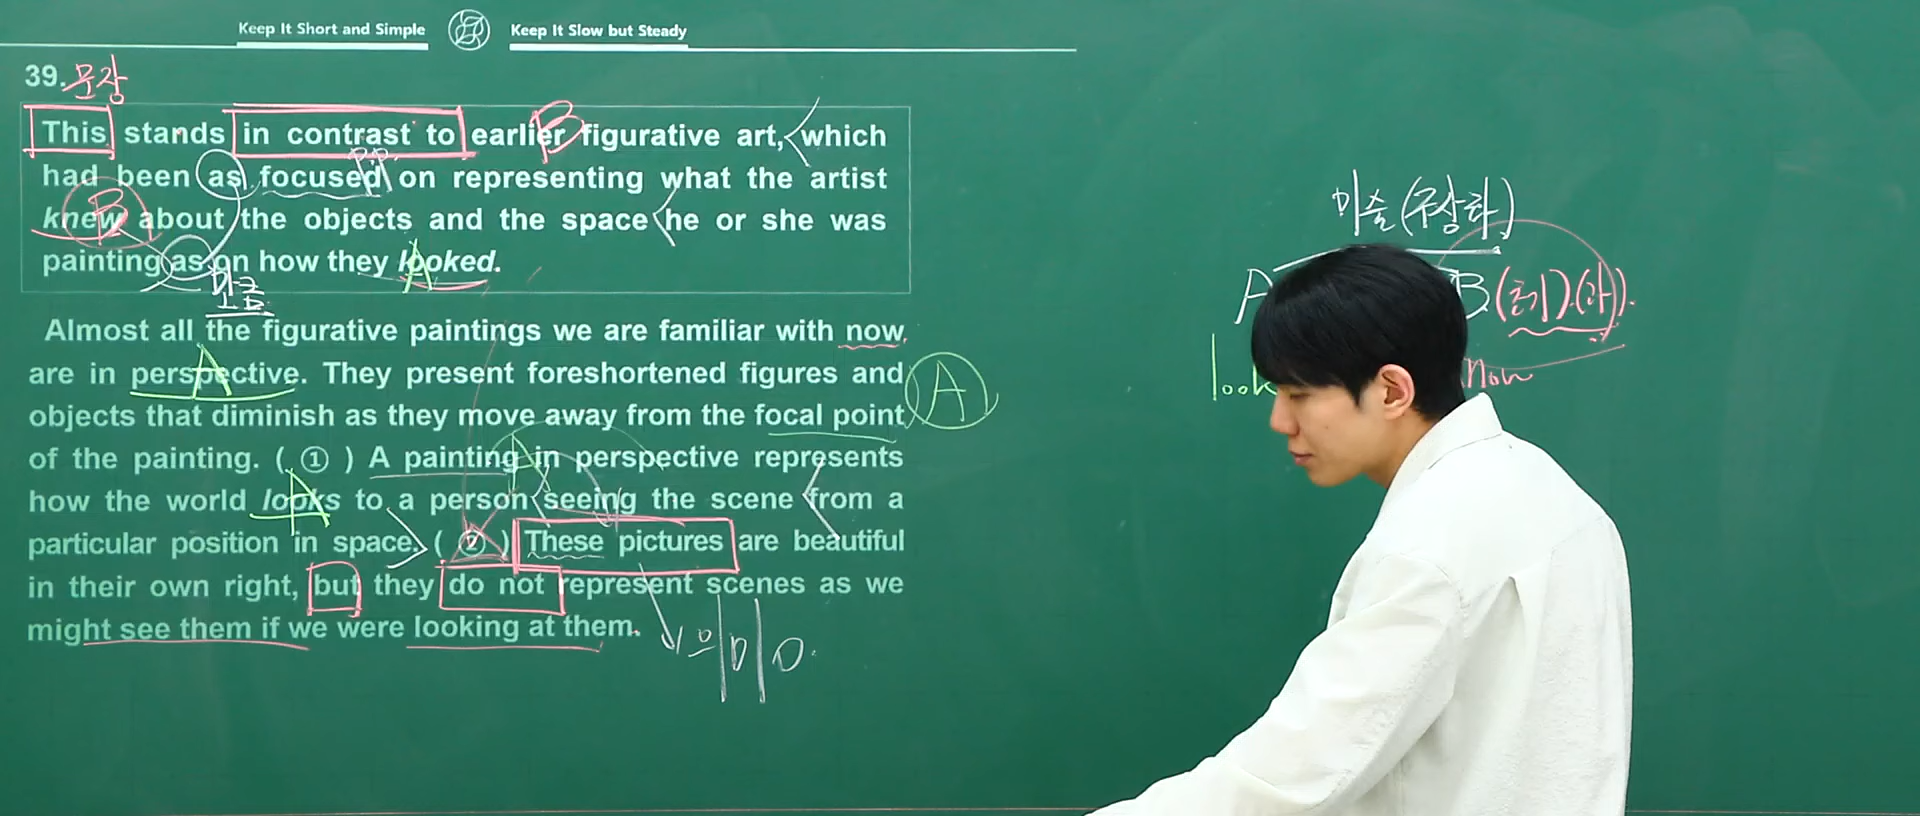 Keep It Short and Simple Keep It Slow but Steady
39. 문장
This stands in contrast to earlier figurative art, which
had been as focused on representing what the artist
knew about the objects and the space he or she was
painting as on how they looked.
P.P.
B
B
A
Almost all the figurative paintings we are familiar with now,
are in perspective. They present foreshortened figures and
objects that diminish as they move away from the focal point
of the painting. ( ① ) A painting in perspective represents
how the world looks to a person seeing the scene from a
particular position in space. ( ② ) These pictures are beautiful
in their own right, but they do not represent scenes as we
might see them if we were looking at them.
A
A
A
A
미술 (구상화)
A B (초기) (과)
look now